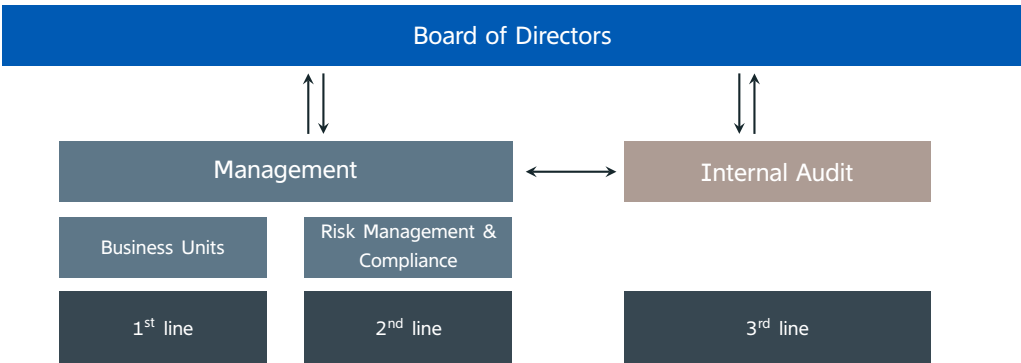 Board of Directors
Management
Internal Audit
Business Units
Risk Management &
Compliance
1st line
2nd line
3rd line